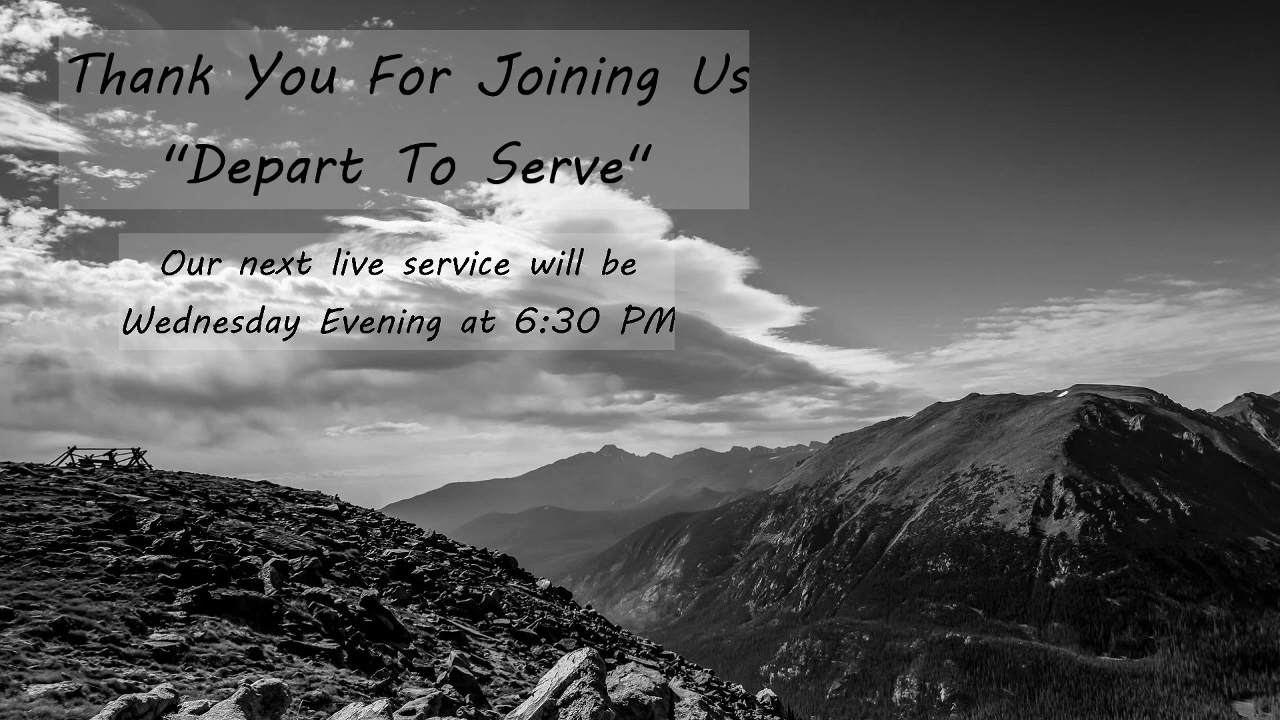 Thank You For Joining Us
"Depart To Serve"
Our next live service will be
Wednesday Evening at 6:30 PM